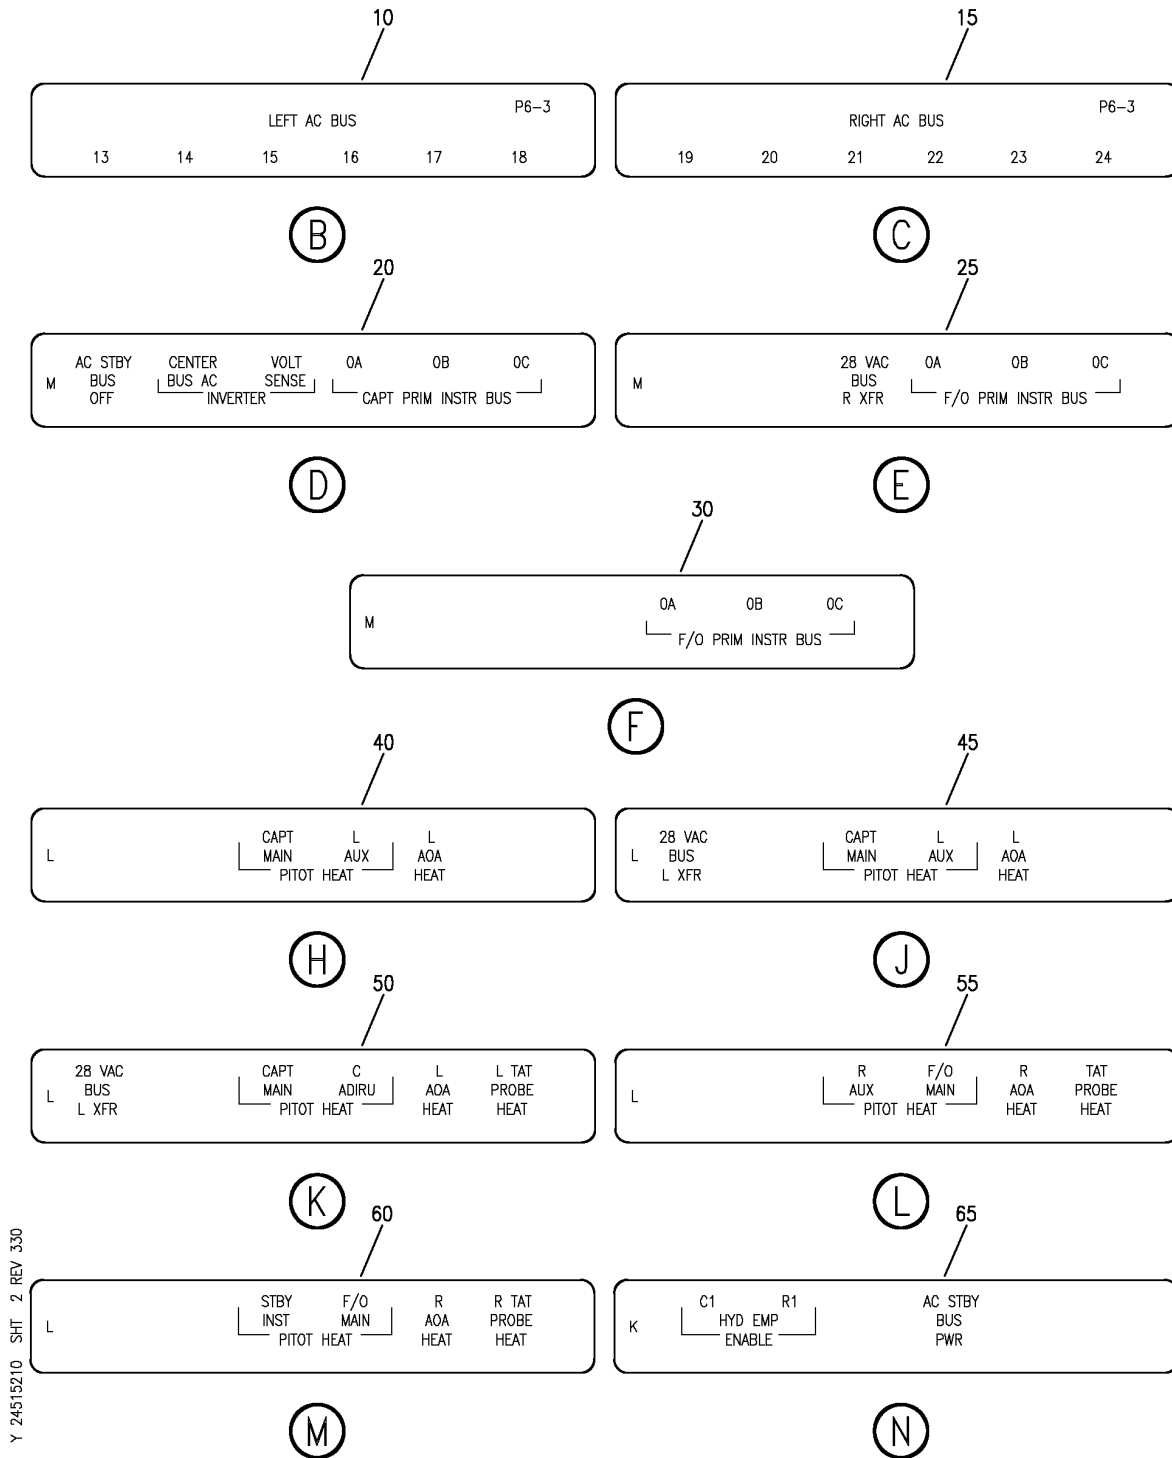 10
LEFT AC BUS P6-3
13 14 15 16 17 18
B
15
RIGHT AC BUS P6-3
19 20 21 22 23 24
C
20
AC STBY CENTER VOLT 0A 0B 0C
M BUS BUS AC SENSE
OFF INVERTER CAPT PRIM INSTR BUS
D
25
28 VAC 0A 0B 0C
M BUS
R XFR F/O PRIM INSTR BUS
E
30
0A 0B 0C
M
F/O PRIM INSTR BUS
F
40
CAPT L L
L MAIN AUX AOA
PITOT HEAT HEAT
H
45
28 VAC CAPT L L
L BUS MAIN AUX AOA
L XFR PITOT HEAT HEAT
J
50
28 VAC CAPT C L L TAT
L BUS MAIN ADIRU AOA PROBE
L XFR PITOT HEAT HEAT HEAT
K
55
R F/O R TAT
L AUX MAIN AOA PROBE
PITOT HEAT HEAT HEAT
L
60
STBY F/O R R TAT
L INST MAIN AOA PROBE
PITOT HEAT HEAT HEAT
M
65
C1 R1 AC STBY
K HYD EMP BUS
ENABLE PWR
N
Y 24515210 SHT 2 REV 330